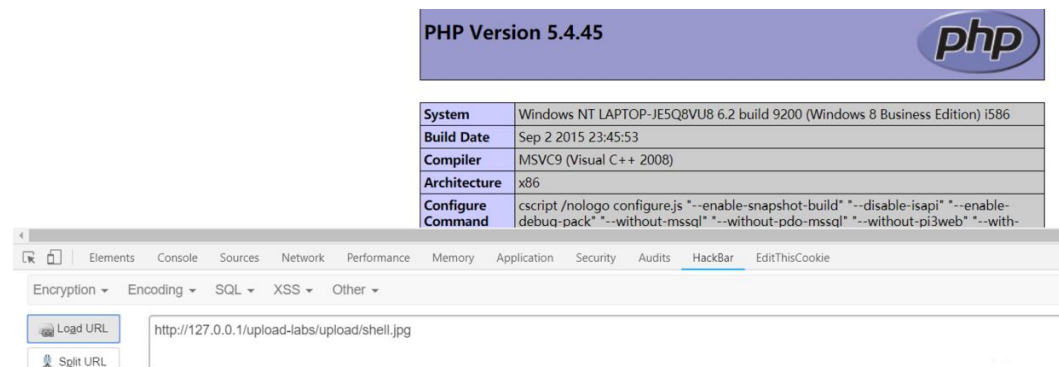 PHP Version 5.4.45
php
System Windows NT LAPTOP-JE5Q8VU8 6.2 build 9200 (Windows 8 Business Edition) i586
Build Date Sep 2 2015 23:45:53
Compiler MSVC9 (Visual C++ 2008)
Architecture x86
Configure Command cscript /nologo configure.js "--enable-snapshot-build" "--disable-isapi" "--enable-
debug-pack" "--without-mssql" "--without-pdo-mssql" "--without-pi3web" "--with-
Elements Console Sources Network Performance Memory Application Security Audits HackBar EditThisCookie
Encryption Encoding SQL XSS Other
Load URL http://127.0.0.1/upload-labs/upload/shell.jpg
Split URL